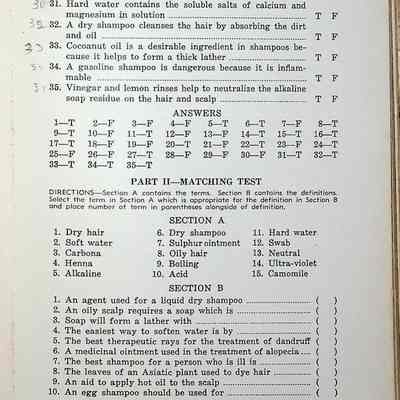 30 31. Hard water contains the soluble salts of calcium and
magnesium in solution ........ T F
32 32. A dry shampoo cleanses the hair by absorbing the dirt
and oil ........ T F
33 33. Cocoanut oil is a desirable ingredient in shampoos be-
cause it helps to form a thick lather ........ T F
34. A gasoline shampoo is dangerous because it is inflam-
mable ........ T F
35. Vinegar and lemon rinses help to neutralize the alkaline
soap residue on the hair and scalp ........ T F
ANSWERS
1—T 2—F 3—F 4—F 5—T 6—T 7—F 8—T
9—T 10—F 11—T 12—T 13—T 14—T 15—T 16—T
17—T 18—F 19—F 20—T 21—F 22—T 23—F 24—T
25—F 26—F 27—T 28—F 29—F 30—F 31—T 32—T
33—T 34—T 35—T
PART II—MATCHING TEST
DIRECTIONS—Section A contains the terms. Section B contains the definitions.
Select the term in Section A which is appropriate for the definition in Section B
and place number of term in parentheses alongside of definition.
SECTION A
1. Dry hair 6. Dry shampoo 11. Hard water
2. Soft water 7. Sulphur ointment 12. Swab
3. Carbona 8. Oily hair 13. Neutral
4. Henna 9. Boiling 14. Ultra-violet
5. Alkaline 10. Acid 15. Camomile
SECTION B
1. An agent used for a liquid dry shampoo ........ ( )
2. An oily scalp requires a soap which is ........ ( )
3. Soap will form a lather with ........ ( )
4. The easiest way to soften water is by ........ ( )
5. The best therapeutic rays for the treatment of dandruff ( )
6. A medicinal ointment used in the treatment of alopecia .... ( )
7. The best shampoo for a person who is ill is ........ ( )
8. The leaves of an Asiatic plant used to dye hair ........ ( )
9. An aid to apply hot oil to the scalp ........ ( )
10. An egg shampoo should be used for ........ ( )